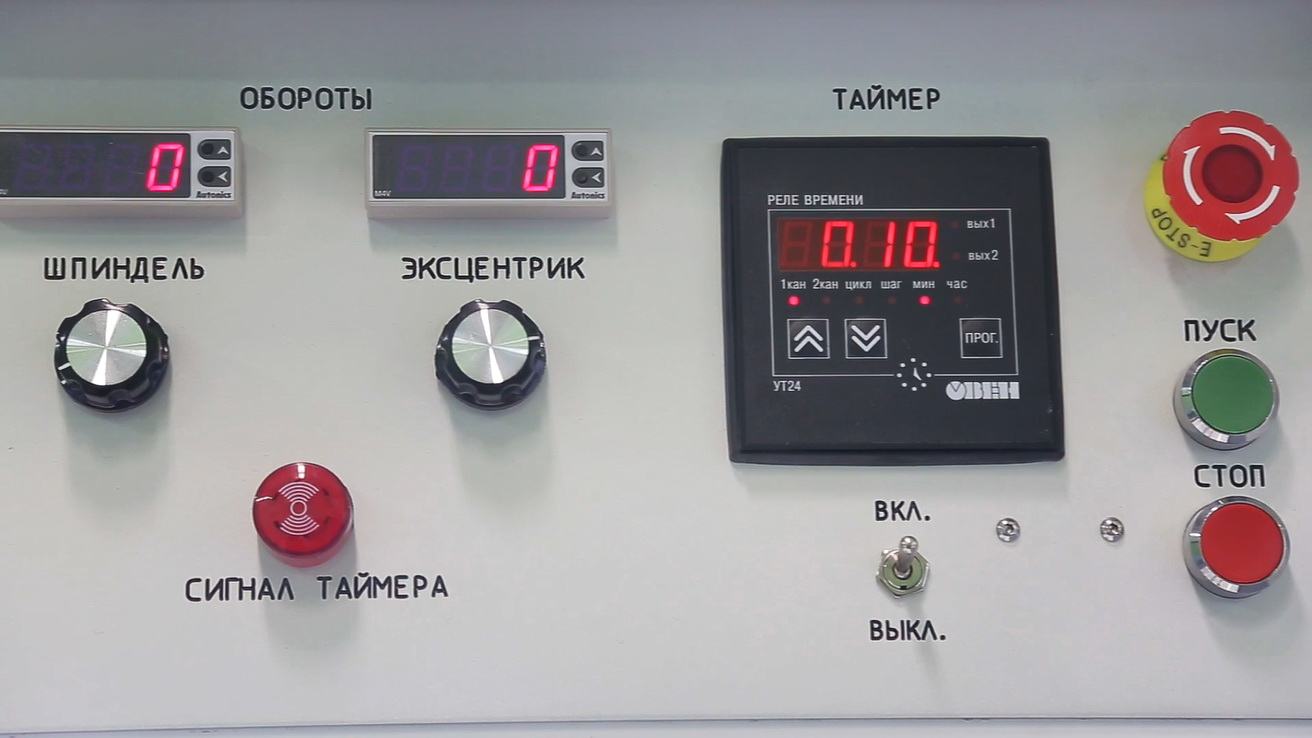 ОБОРОТЫ
ТАЙМЕР
0
0
Autonics
M4V
Autonics
РЕЛЕ ВРЕМЕНИ
0.10.
вых1
вых2
1кан 2кан цикл шаг мин час
ПРОГ.
УТ24
ОВЕН
E-STOP
ШПИНДЕЛЬ
ЭКСЦЕНТРИК
ПУСК
СТОП
ВКЛ.
СИГНАЛ ТАЙМЕРА
ВЫКЛ.